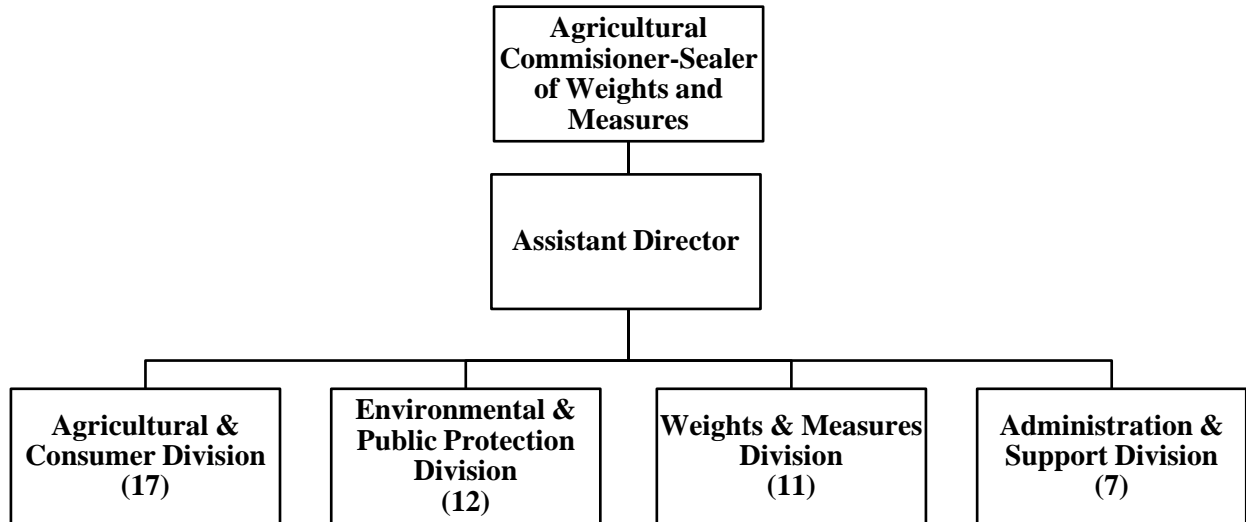 Agricultural
Commisioner-Sealer
of Weights and
Measures
Assistant Director
Agricultural &
Consumer Division
(17)
Environmental &
Public Protection
Division
(12)
Weights & Measures
Division
(11)
Administration &
Support Division
(7)